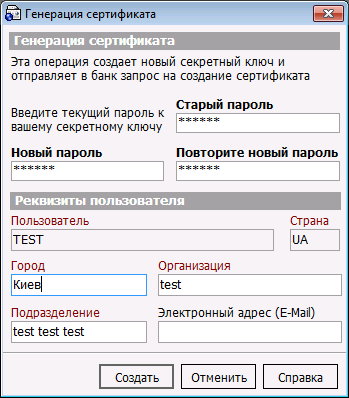 Генерация сертификата
Генерация сертификата
Эта операция создает новый секретный ключ и
отправляет в банк запрос на создание сертификата
Старый пароль
Введите текущий пароль к
вашему секретному ключу
******
Новый пароль Повторите новый пароль
****** ******
Реквизиты пользователя
Пользователь Страна
TEST UA
Город Организация
Киев test
Подразделение Электронный адрес (E-Mail)
test test test
Создать Отменить Справка